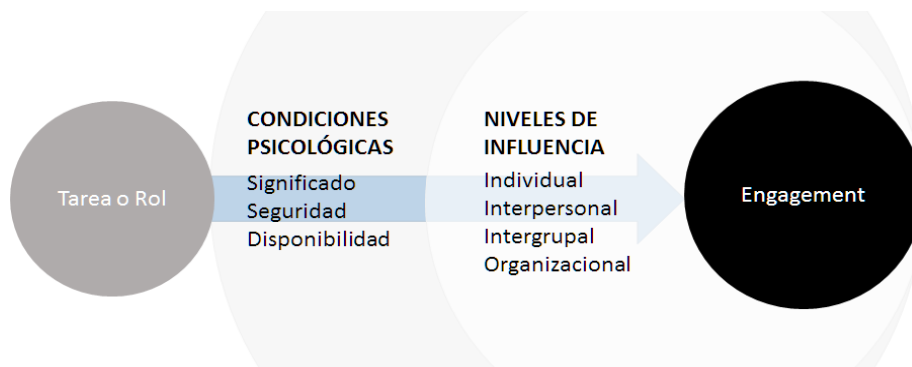 Tarea o Rol
CONDICIONES
PSICOLÓGICAS
Significado
Seguridad
Disponibilidad
NIVELES DE
INFLUENCIA
Individual
Interpersonal
Intergrupal
Organizacional
Engagement